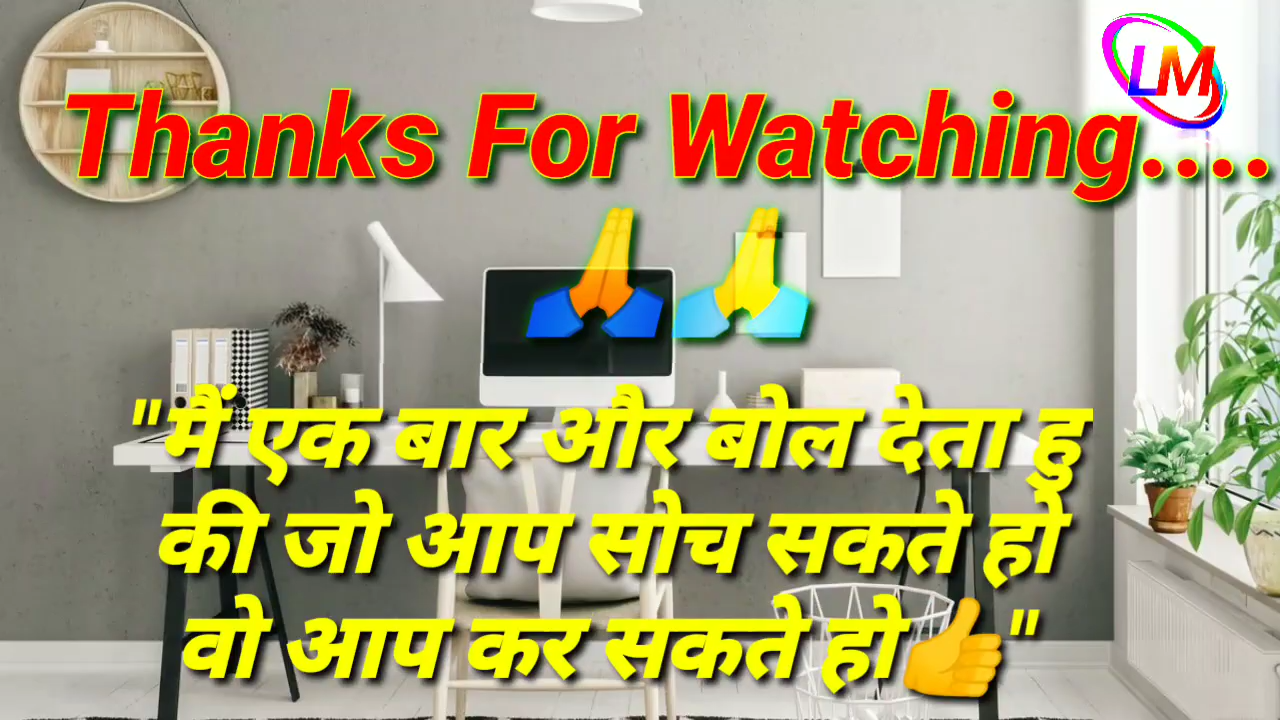 LM
Thanks For Watching....
🙏🙏
"मैं एक बार और बोल देता हु
की जो आप सोच सकते हो
वो आप कर सकते हो👍"